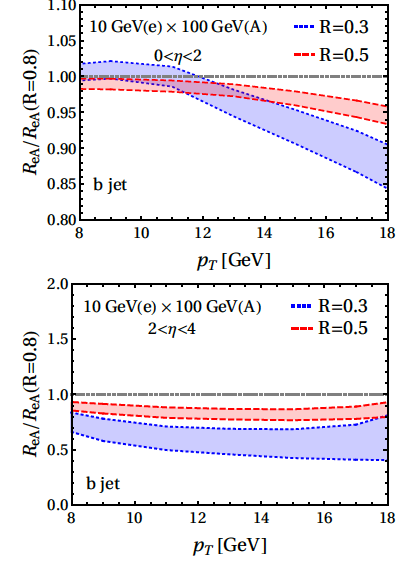 1.10
10 GeV(e) × 100 GeV(A)
R=0.3
0<η<2
R=0.5
1.05
1.00
0.95
0.90
0.85
0.80
R_eA/R_eA(R=0.8)
b jet
8 10 12 14 16 18
p_T [GeV]
2.0
10 GeV(e) × 100 GeV(A)
R=0.3
2<η<4
R=0.5
1.5
1.0
0.5
0.0
R_eA/R_eA(R=0.8)
b jet
8 10 12 14 16 18
p_T [GeV]